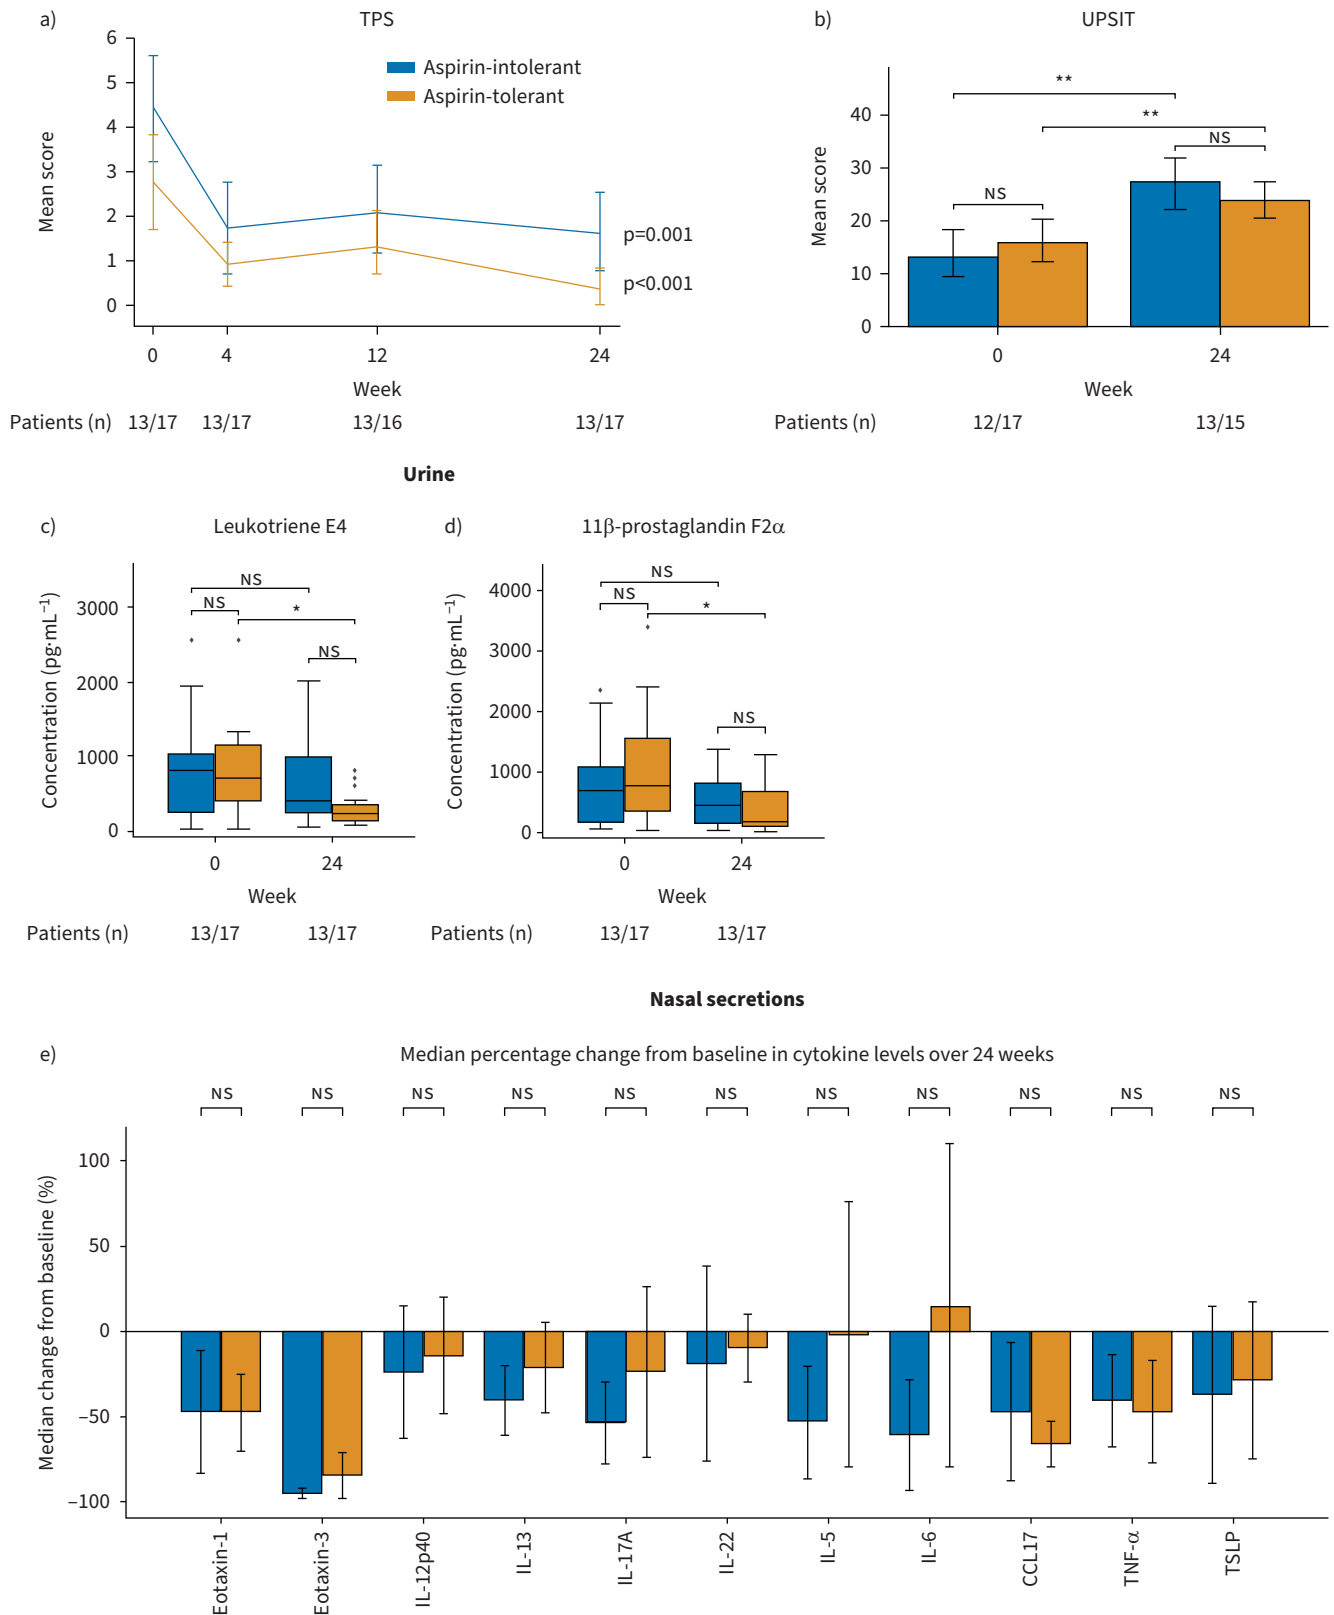 a)
TPS
6
5
4
3
2
1
0
Mean score
Aspirin-intolerant
Aspirin-tolerant
p=0.001
p<0.001
0 4 12 24
Week
Patients (n) 13/17 13/17 13/16 13/17
b)
UPSIT
40
30
20
10
0
Mean score
**
**
NS
NS
0 24
Week
Patients (n) 12/17 13/15
Urine
c)
Leukotriene E4
3000
2000
1000
0
Concentration (pg·mL⁻¹)
NS
NS
*
NS
0 24
Week
Patients (n) 13/17 13/17
d)
11β-prostaglandin F2α
4000
3000
2000
1000
0
Concentration (pg·mL⁻¹)
NS
NS
*
NS
0 24
Week
Patients (n) 13/17 13/17
Nasal secretions
e)
Median percentage change from baseline in cytokine levels over 24 weeks
NS NS NS NS NS NS NS NS NS NS NS
100
50
0
−50
−100
Median change from baseline (%)
Eotaxin-1
Eotaxin-3
IL-12p40
IL-13
IL-17A
IL-22
IL-5
IL-6
CCL17
TNF-α
TSLP